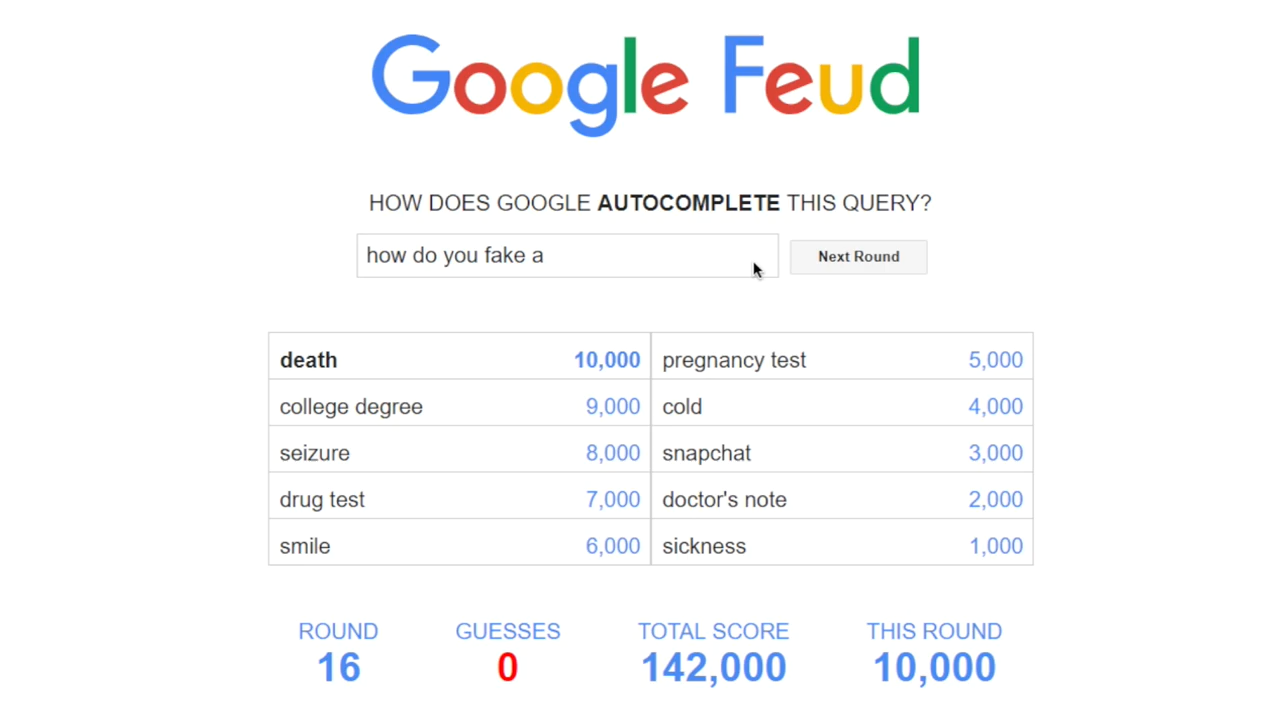 Google Feud
HOW DOES GOOGLE AUTOCOMPLETE THIS QUERY?
how do you fake a
Next Round
death 10,000 pregnancy test 5,000
college degree 9,000 cold 4,000
seizure 8,000 snapchat 3,000
drug test 7,000 doctor's note 2,000
smile 6,000 sickness 1,000
ROUND GUESSES TOTAL SCORE THIS ROUND
16 0 142,000 10,000